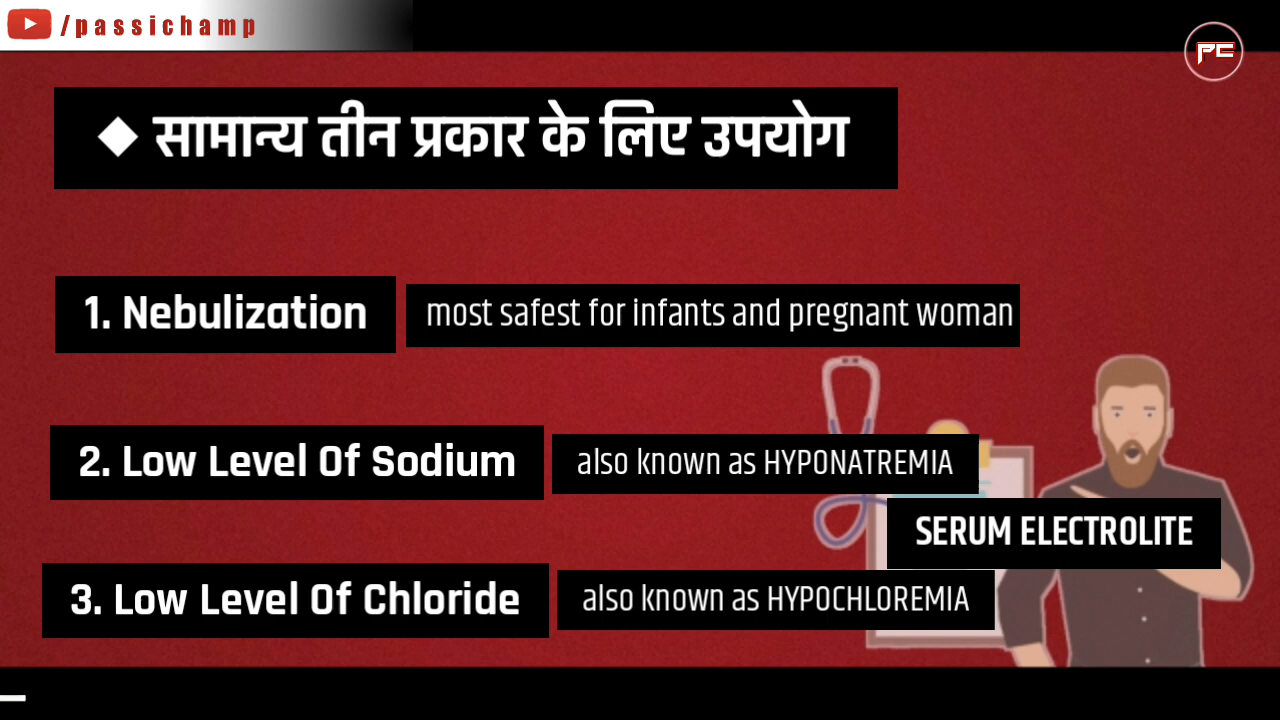 /passichamp
PC
◆ सामान्य तीन प्रकार के लिए उपयोग
1. Nebulization
most safest for infants and pregnant woman
2. Low Level Of Sodium
also known as HYPONATREMIA
SERUM ELECTROLITE
3. Low Level Of Chloride
also known as HYPOCHLOREMIA